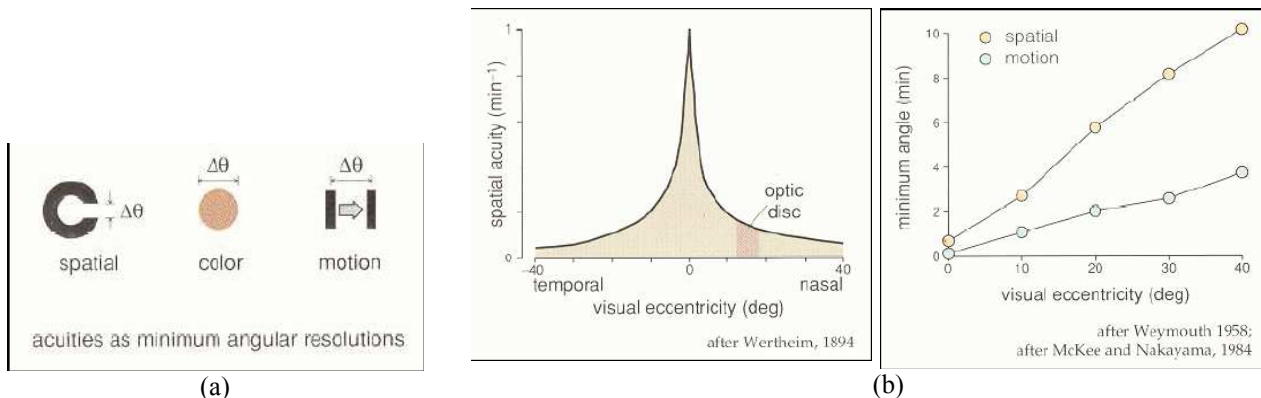 Δθ
Δθ
Δθ
spatial
color
motion
acuities as minimum angular resolutions
(a)
1
spatial acuity (min⁻¹)
optic
disc
0
-40
0
40
temporal
nasal
visual eccentricity (deg)
after Wertheim, 1894
10
8
6
4
2
0
minimum angle (min)
spatial
motion
0
10
20
30
40
visual eccentricity (deg)
after Weymouth 1958;
after McKee and Nakayama, 1984
(b)